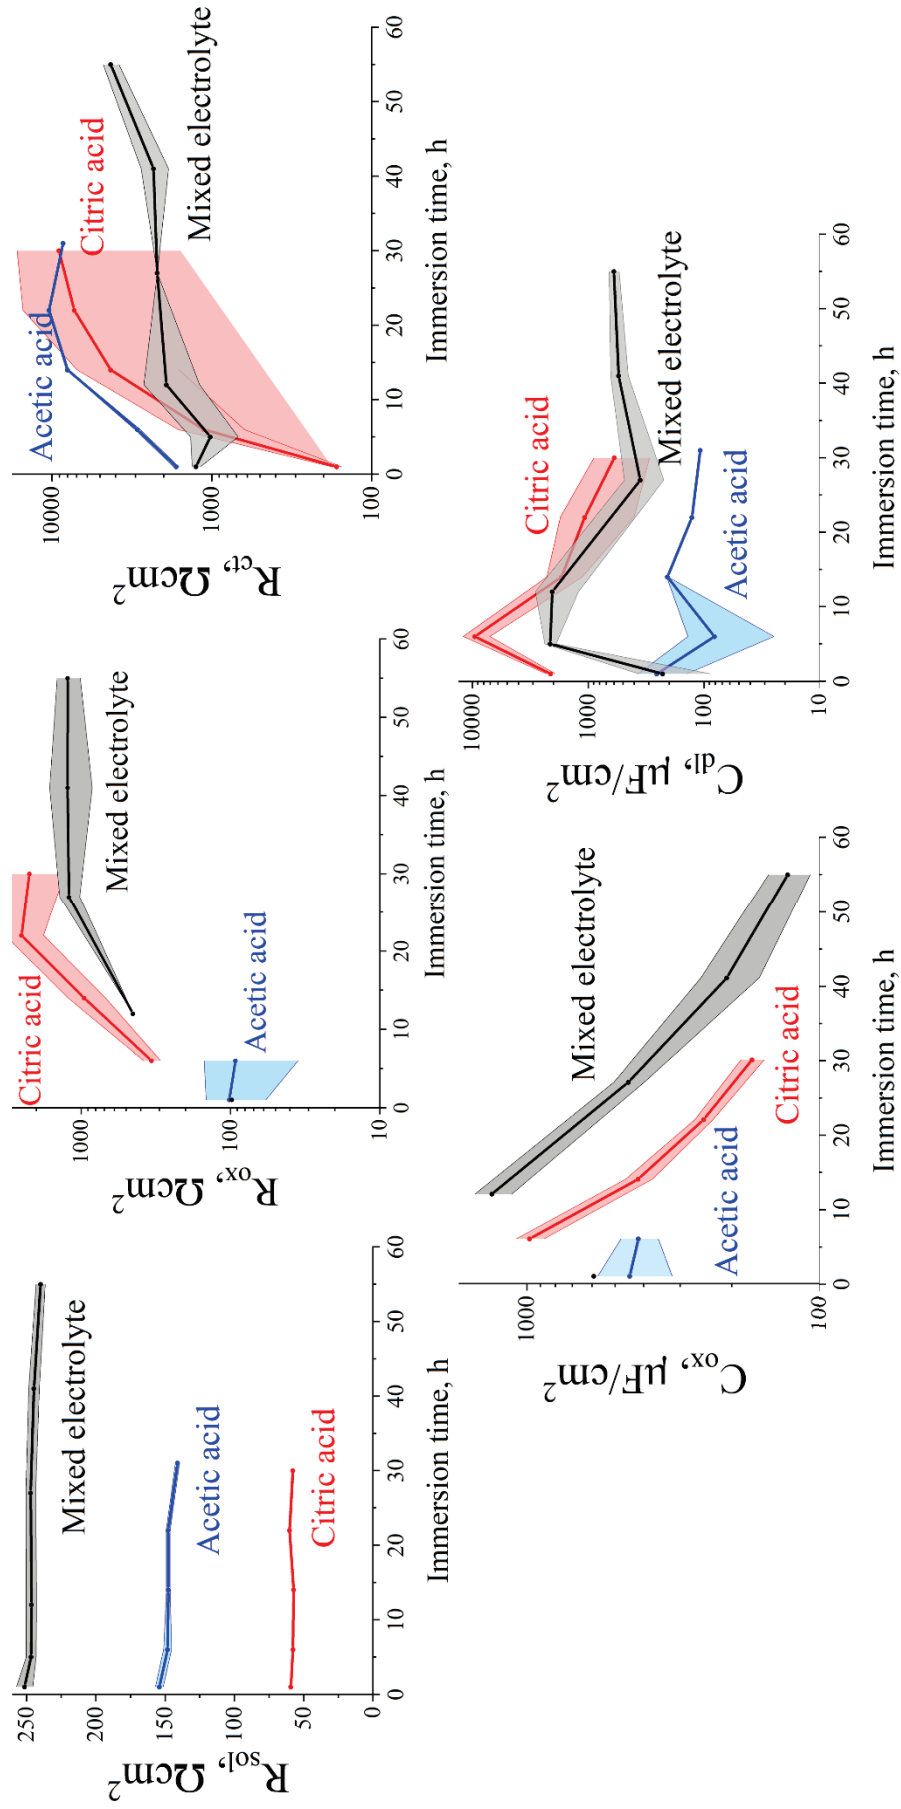 R_sol, Ωcm²
250
200
150
100
50
0
Mixed electrolyte
Acetic acid
Citric acid
0 10 20 30 40 50 60
Immersion time, h
R_ox, Ωcm²
1000
100
10
Citric acid
Mixed electrolyte
Acetic acid
0 10 20 30 40 50 60
Immersion time, h
R_ct, Ωcm²
10000
1000
100
Acetic acid
Citric acid
Mixed electrolyte
0 10 20 30 40 50 60
Immersion time, h
C_ox, µF/cm²
1000
100
Mixed electrolyte
Acetic acid
Citric acid
0 10 20 30 40 50 60
Immersion time, h
C_dl, µF/cm²
10000
1000
100
10
Citric acid
Mixed electrolyte
Acetic acid
0 10 20 30 40 50 60
Immersion time, h